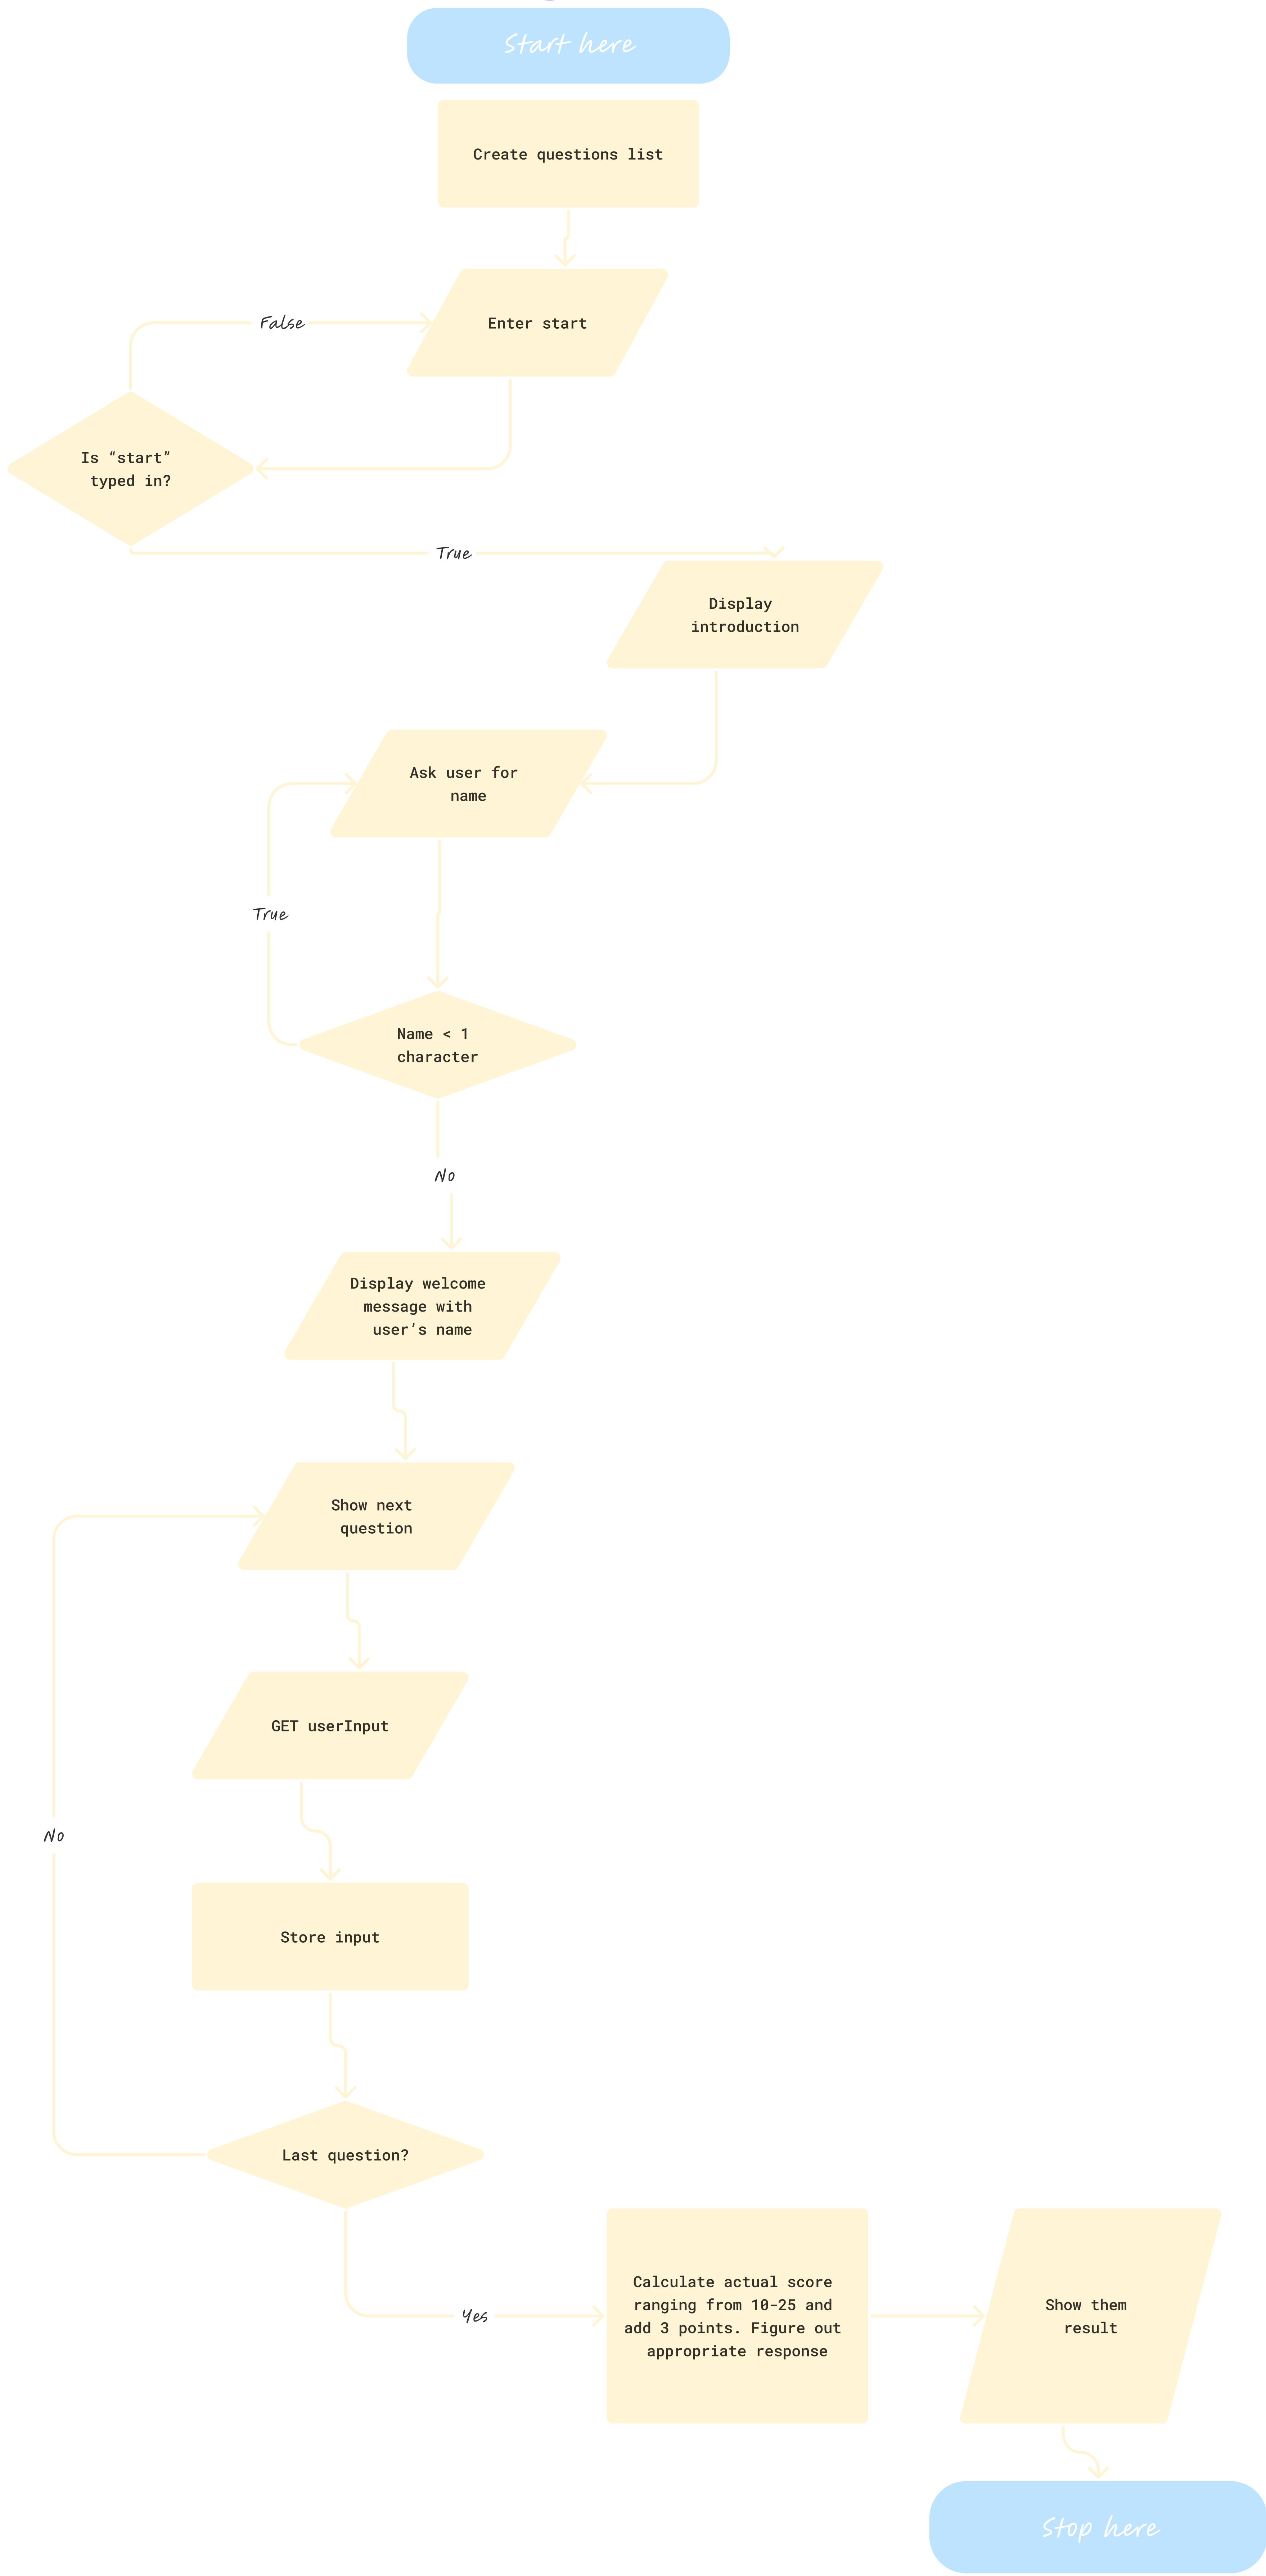 Start here
Create questions list
False
Enter start
Is “start”
typed in?
True
Display
introduction
Ask user for
name
True
Name < 1
character
No
Display welcome
message with
user’s name
Show next
question
GET userInput
No
Store input
Last question?
Yes
Calculate actual score
ranging from 10-25 and
add 3 points. Figure out
appropriate response
Show them
result
Stop here